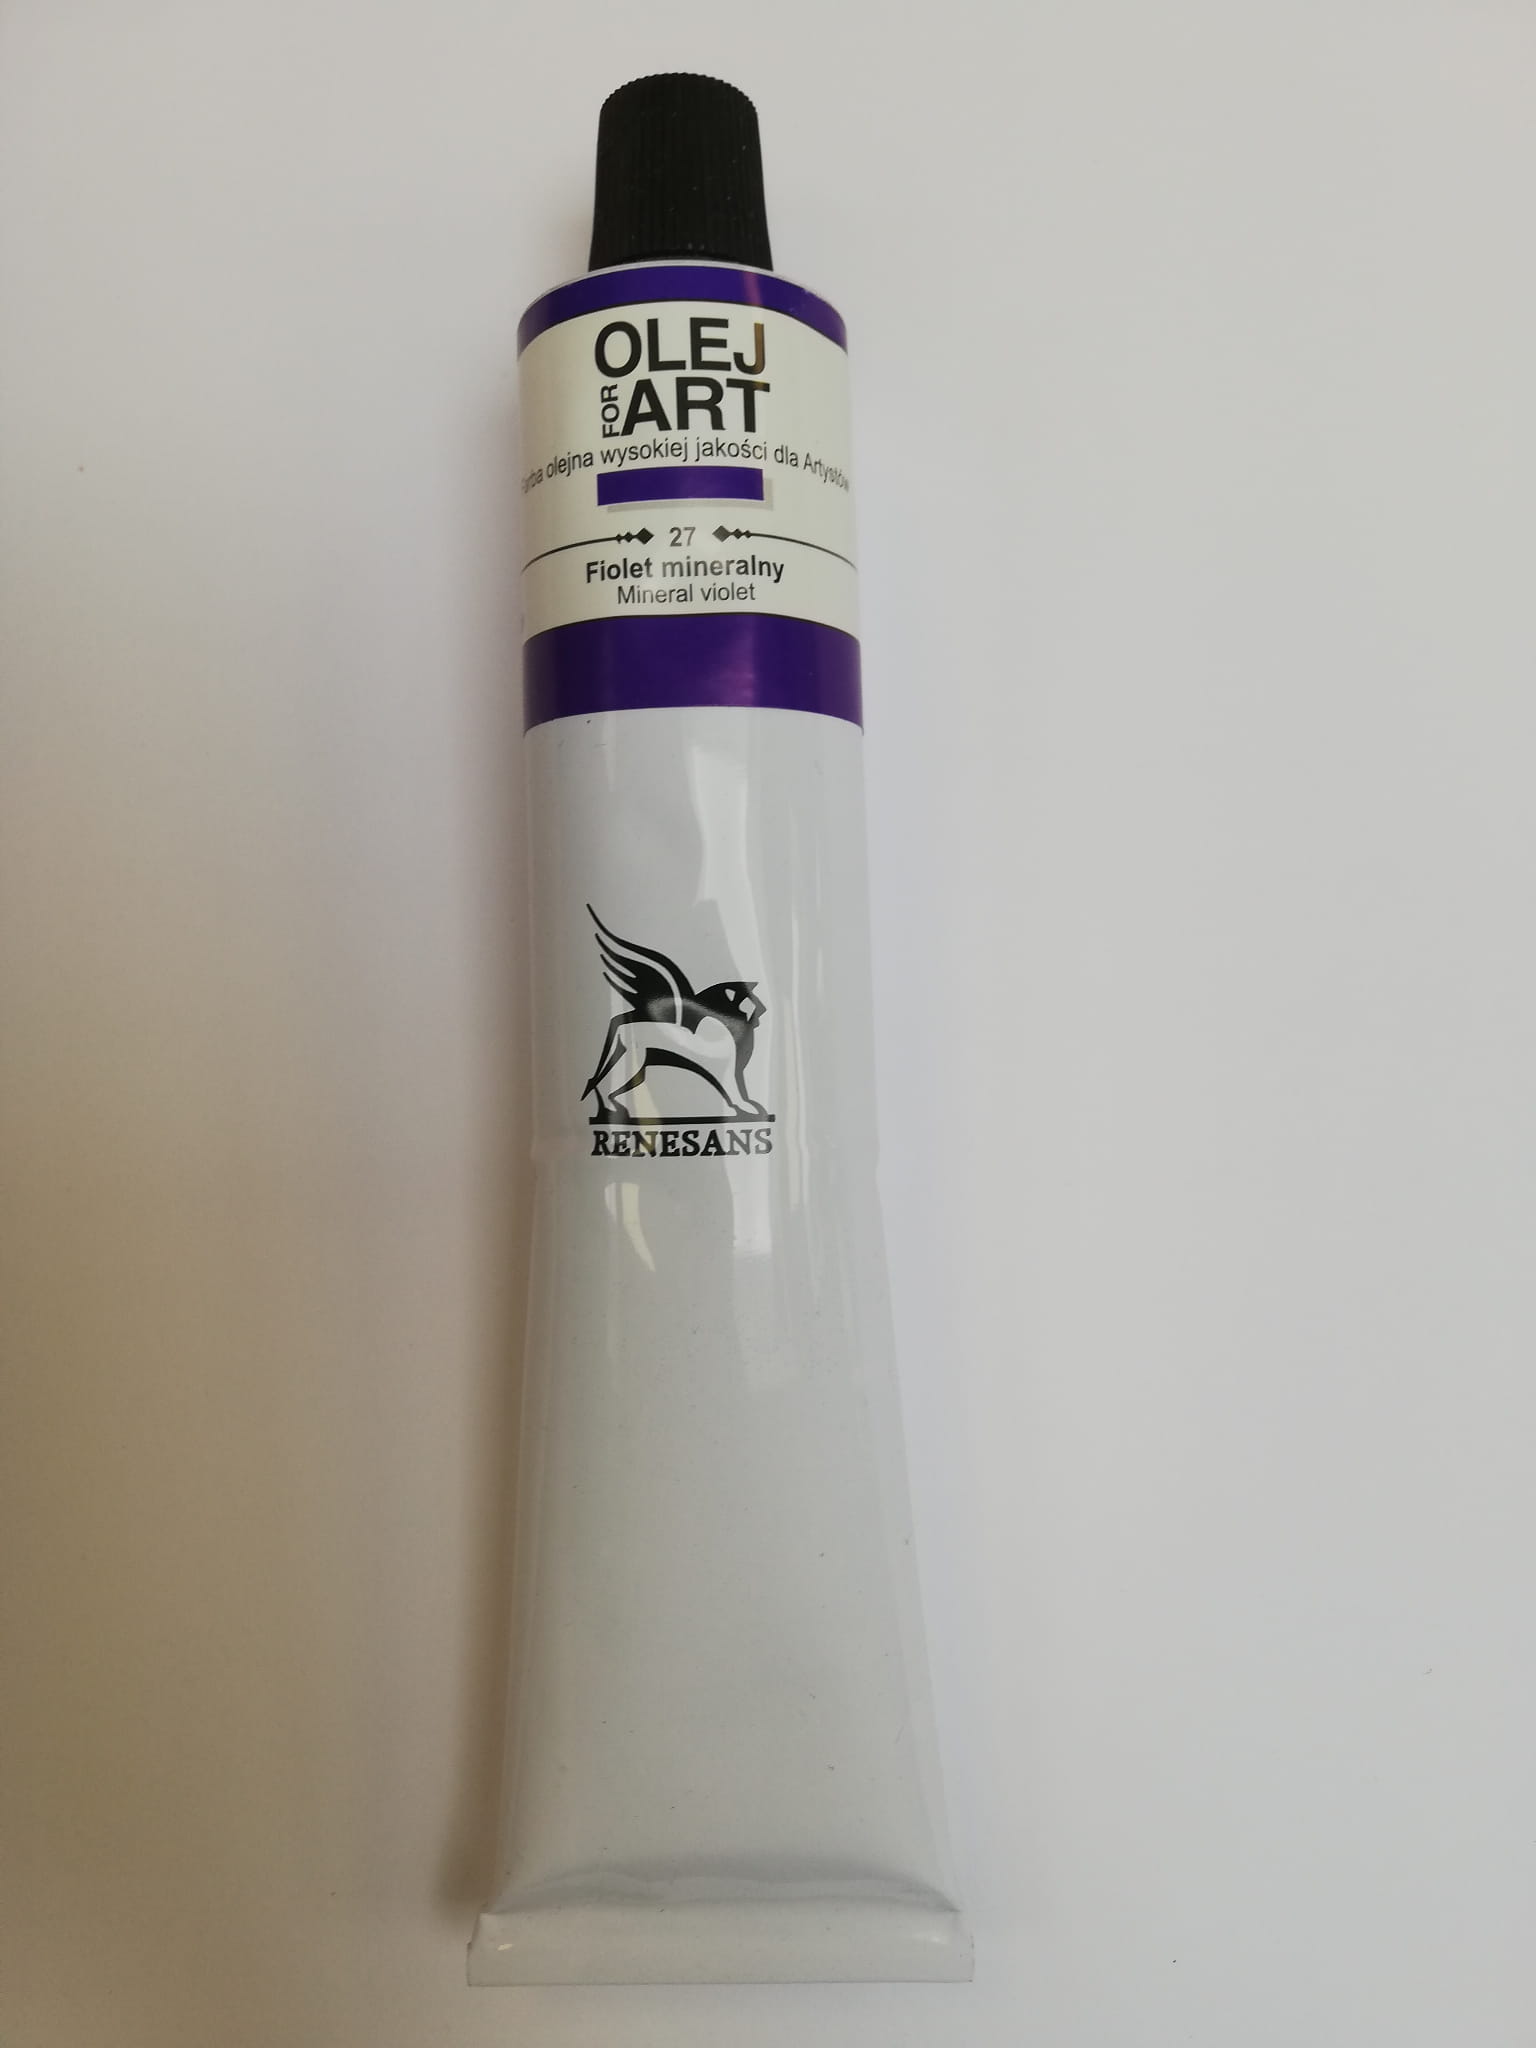 OLEJ
FOR ART
Farba olejna wysokiej jakości dla Artystów
27
Fiolet mineralny
Mineral violet
RENESANS